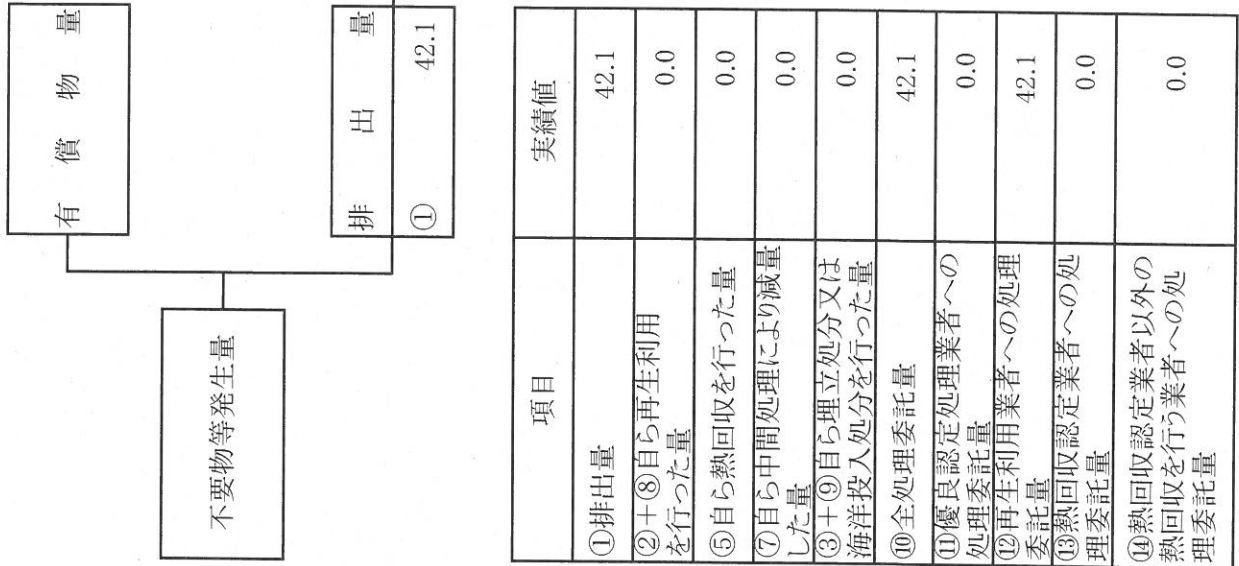 有償物量
不要物等発生量
排出量
① 42.1
項目 実績値
①排出量 42.1
②+⑧自ら再生利用
を行った量 0.0
⑤自ら熱回収を行った量 0.0
⑦自ら中間処理により減量
した量 0.0
③+⑨自ら埋立処分又は
海洋投入処分を行った量 0.0
⑩全処理委託量 42.1
⑪優良認定処理業者への
処理委託量 0.0
⑫再生利用業者への処理
委託量 42.1
⑬熱回収認定業者への処
理委託量 0.0
⑭熱回収認定業者以外の
熱回収を行う業者への処
理委託量 0.0